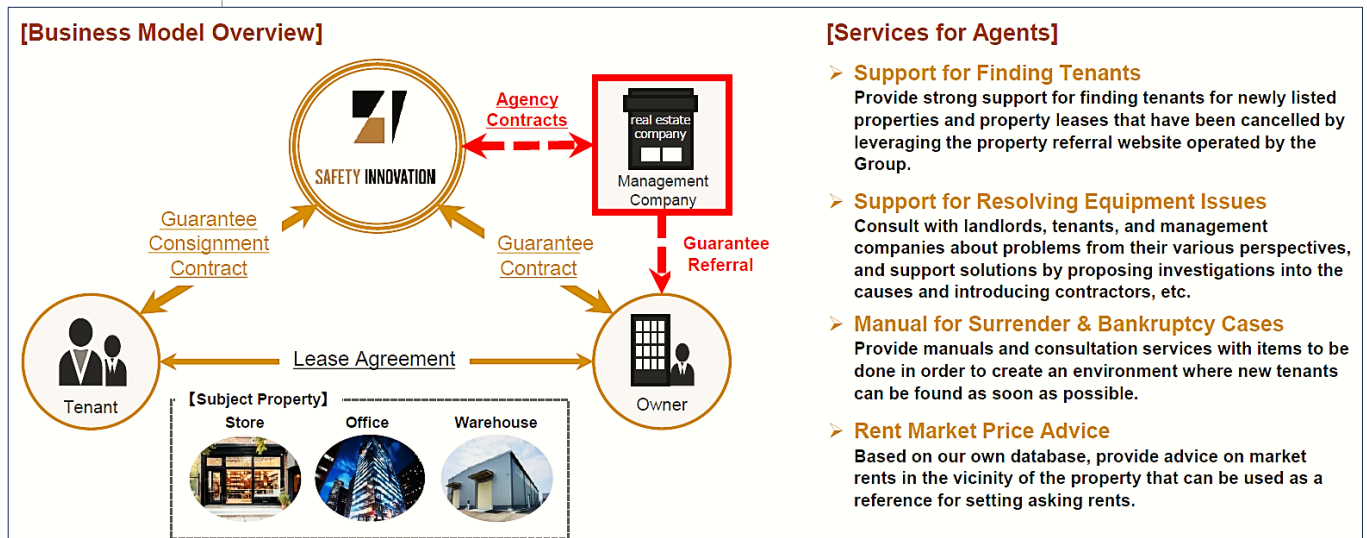 [Business Model Overview]
SAFETY INNOVATION
Agency
Contracts
real estate
company
Management
Company
Guarantee
Consignment
Contract
Guarantee
Contract
Guarantee
Referral
Tenant
Lease Agreement
Owner
【Subject Property】
Store
Office
Warehouse
[Services for Agents]
➢ Support for Finding Tenants
Provide strong support for finding tenants for newly listed
properties and property leases that have been cancelled by
leveraging the property referral website operated by the
Group.
➢ Support for Resolving Equipment Issues
Consult with landlords, tenants, and management
companies about problems from their various perspectives,
and support solutions by proposing investigations into the
causes and introducing contractors, etc.
➢ Manual for Surrender & Bankruptcy Cases
Provide manuals and consultation services with items to be
done in order to create an environment where new tenants
can be found as soon as possible.
➢ Rent Market Price Advice
Based on our own database, provide advice on market
rents in the vicinity of the property that can be used as a
reference for setting asking rents.